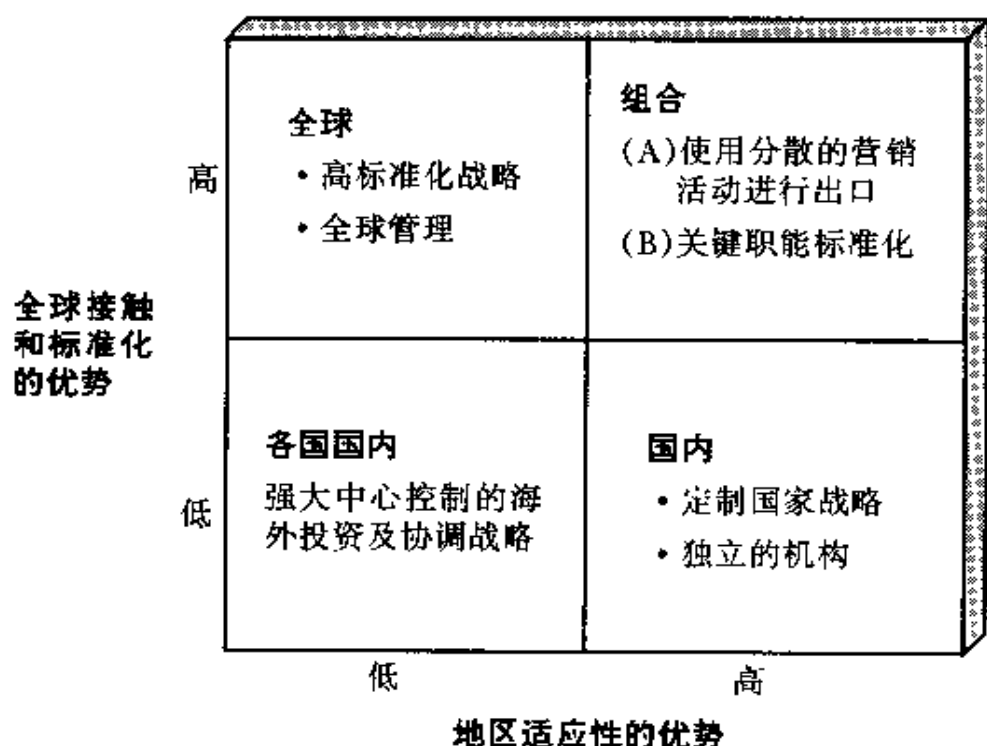 全球
• 高标准化战略
• 全球管理
组合
(A)使用分散的营销
活动进行出口
(B)关键职能标准化
高
全球接触
和标准化
的优势
各国国内
强大中心控制的海
外投资及协调战略
国内
• 定制国家战略
• 独立的机构
低
低
高
地区适应性的优势